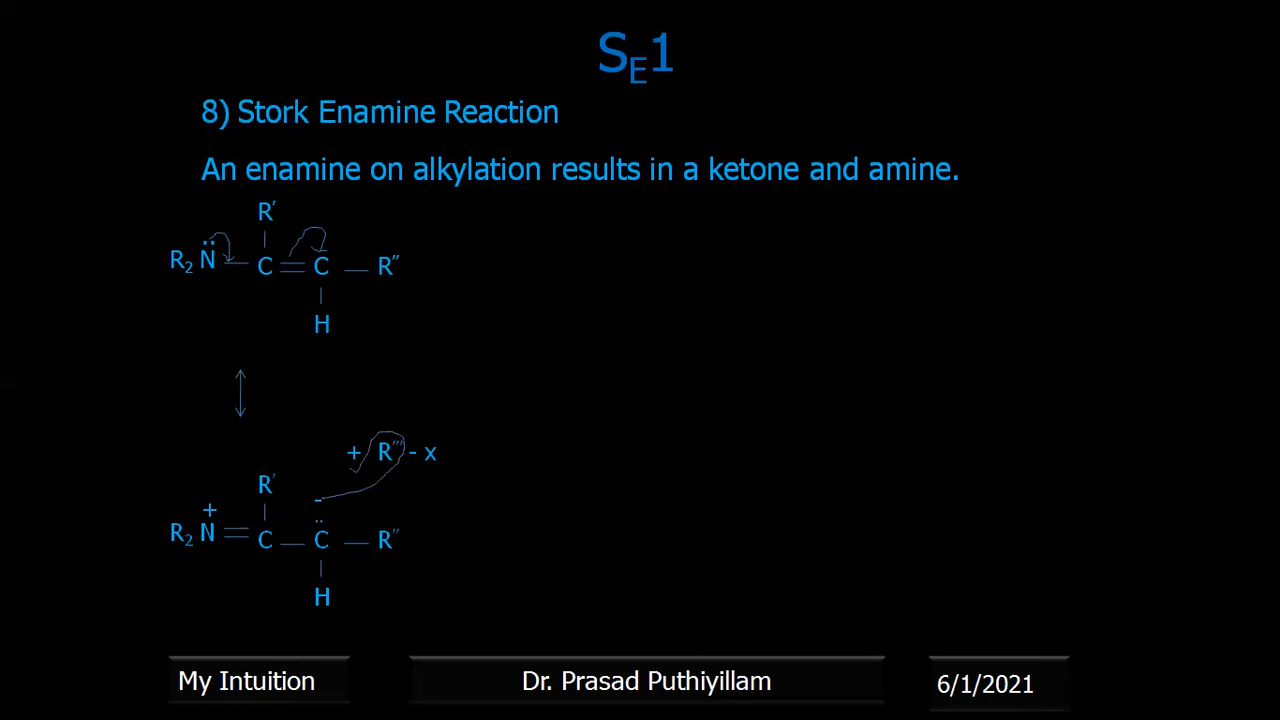 S_E1
8) Stork Enamine Reaction
An enamine on alkylation results in a ketone and amine.
R′
R₂ N̈ — C = C — R″
H
+ R‴ - x
R′
+ -
R₂ N = C — C̈ — R″
H
My Intuition
Dr. Prasad Puthiyillam
6/1/2021